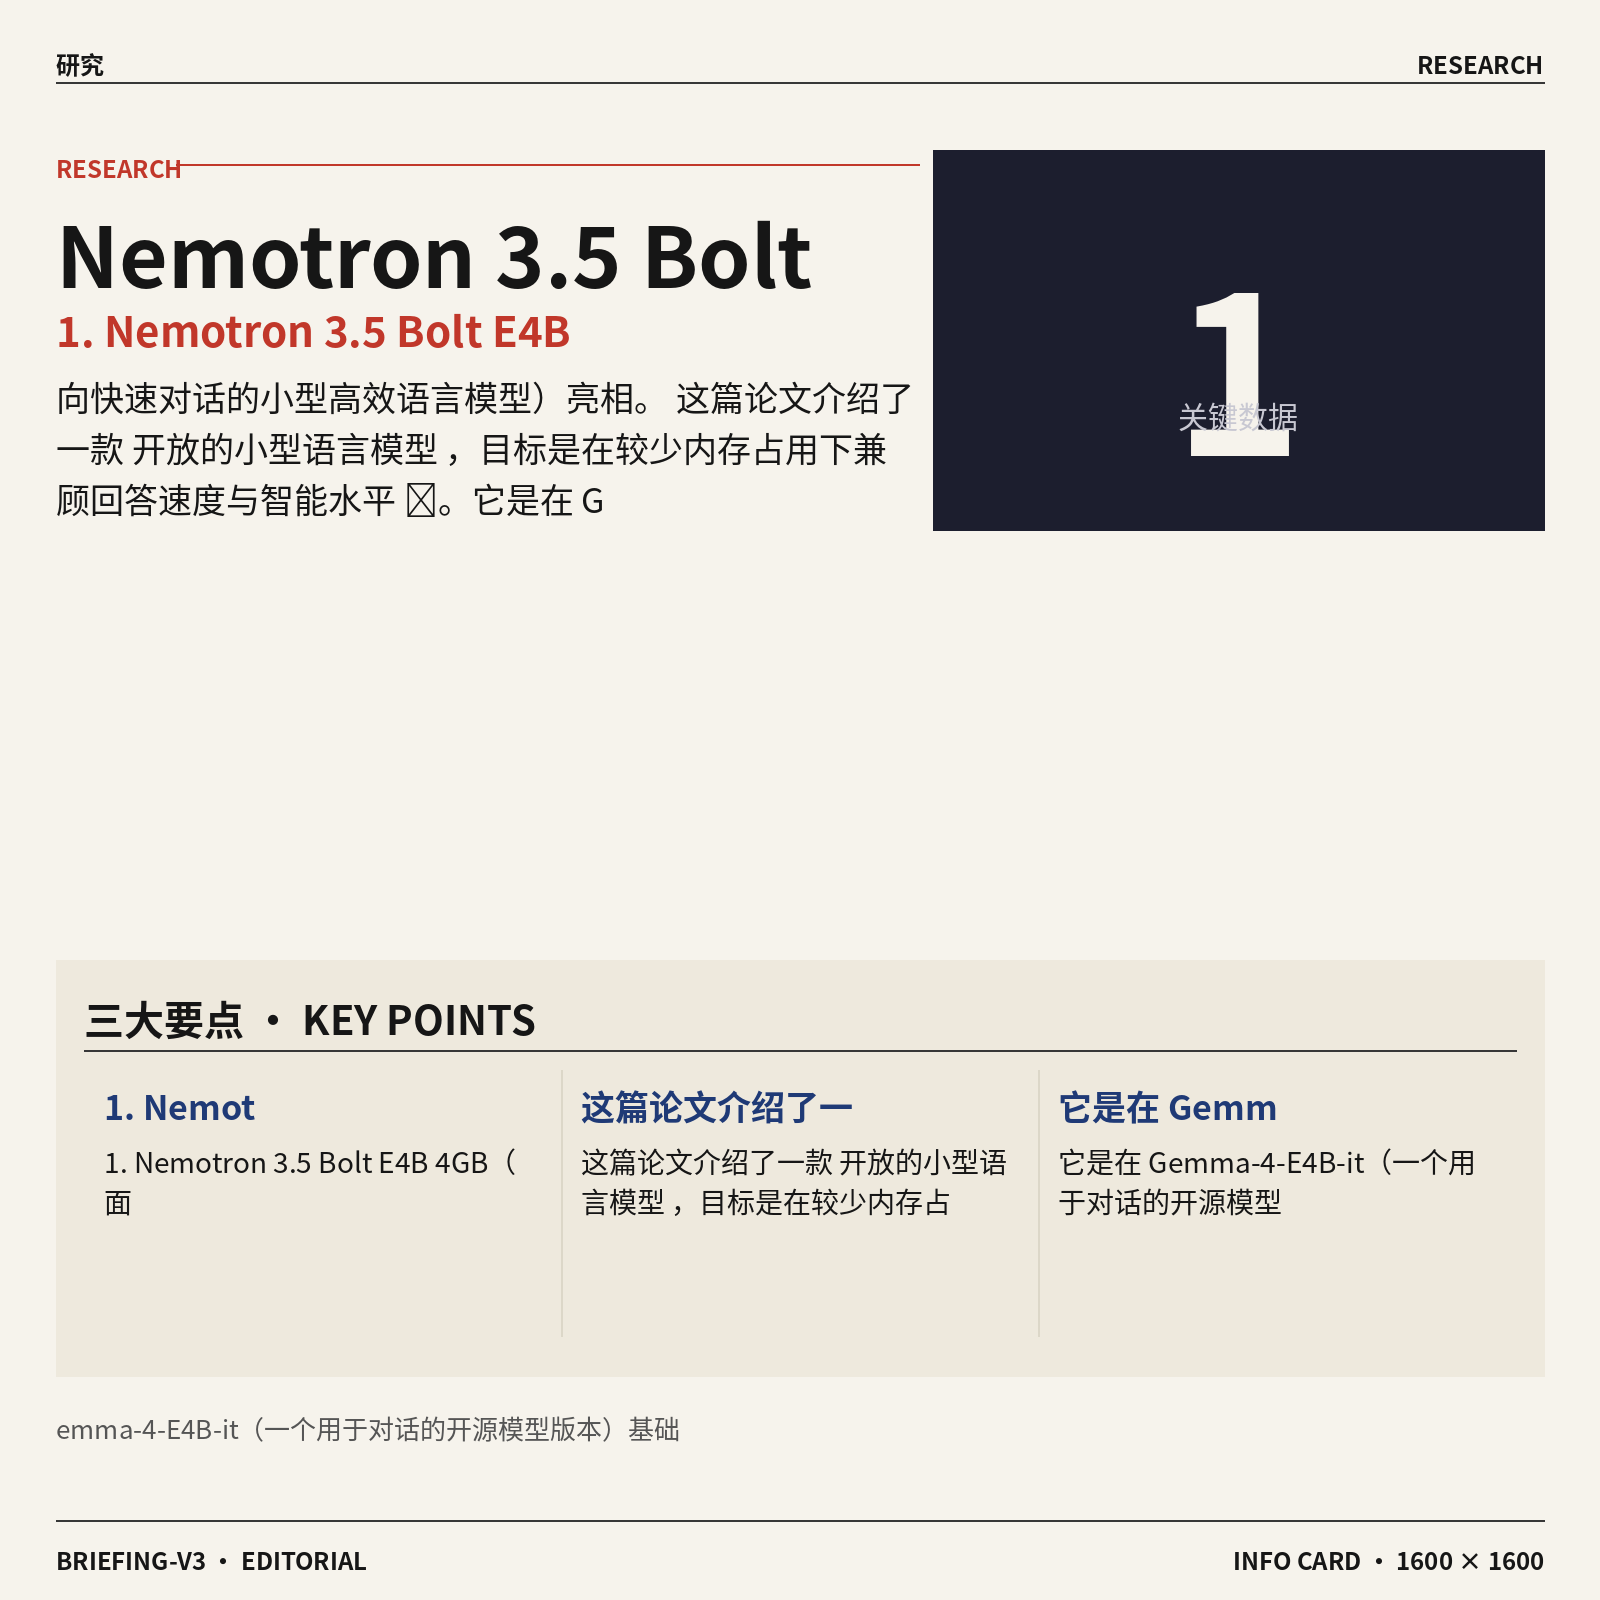 研究
RESEARCH
RESEARCH
Nemotron 3.5 Bolt
1. Nemotron 3.5 Bolt E4B
向快速对话的小型高效语言模型）亮相。 这篇论文介绍了
一款 开放的小型语言模型 ，目标是在较少内存占用下兼
顾回答速度与智能水平 。它是在 G
1
关键数据
三大要点 · KEY POINTS
1. Nemot
1. Nemotron 3.5 Bolt E4B 4GB（
面
这篇论文介绍了一
这篇论文介绍了一款 开放的小型语
言模型 ，目标是在较少内存占
它是在 Gemm
它是在 Gemma-4-E4B-it（一个用
于对话的开源模型
emma-4-E4B-it（一个用于对话的开源模型版本）基础
BRIEFING-V3 · EDITORIAL
INFO CARD · 1600 × 1600